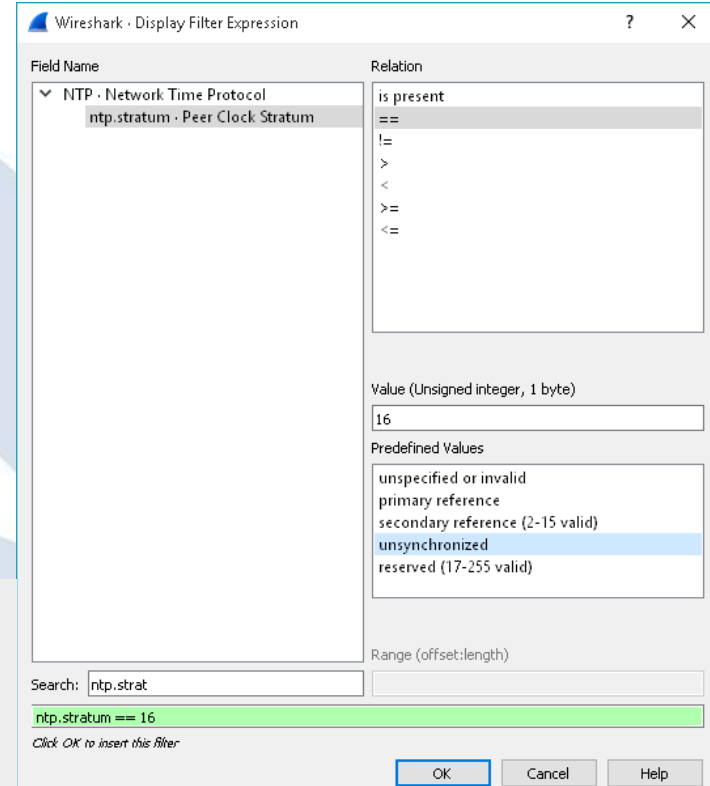 Wireshark · Display Filter Expression
Field Name
NTP · Network Time Protocol
ntp.stratum · Peer Clock Stratum
Relation
is present
==
!=
>
<
>=
<=
Value (Unsigned integer, 1 byte)
16
Predefined Values
unspecified or invalid
primary reference
secondary reference (2-15 valid)
unsynchronized
reserved (17-255 valid)
Range (offset:length)
Search: ntp.strat
ntp.stratum == 16
Click OK to insert this filter
OK Cancel Help